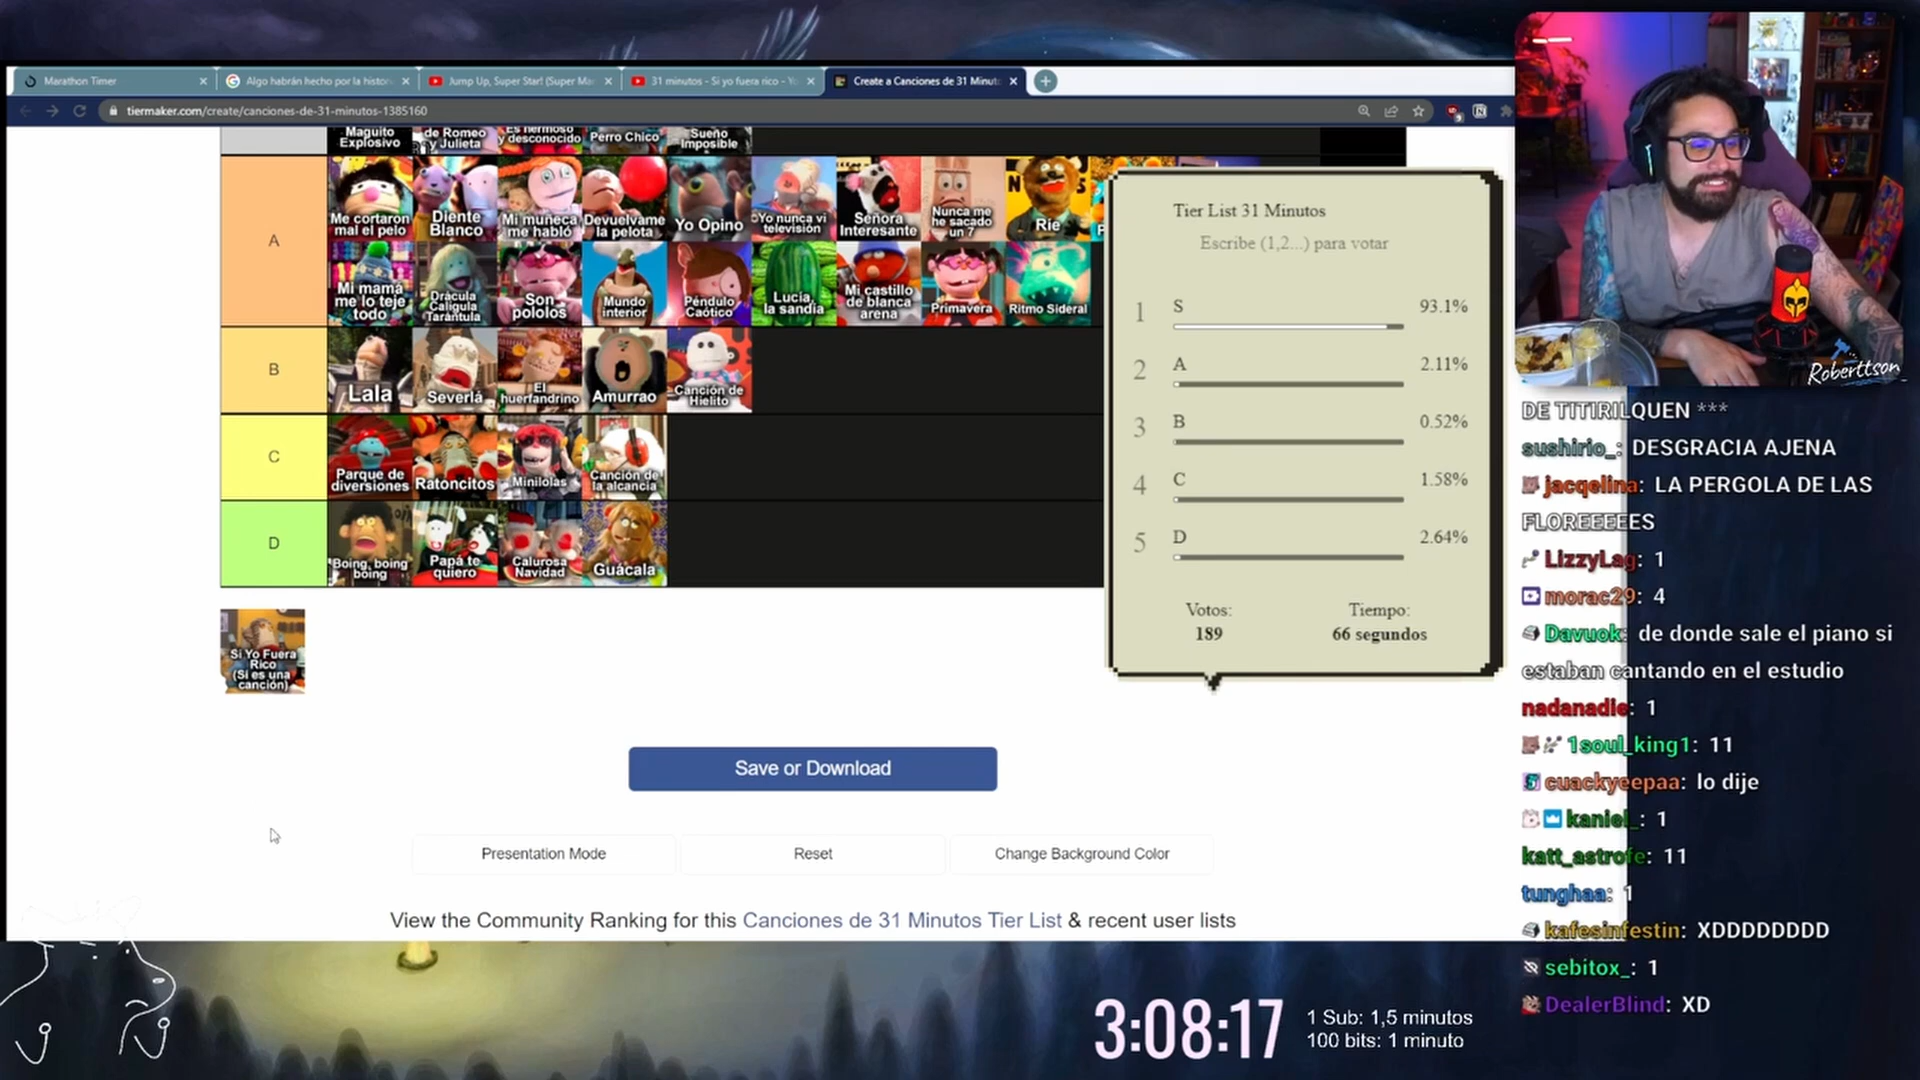 Marathon Timer
Algo habrán hecho por la histor
Jump Up, Super Star! (Super Mar
31 minutos - Si yo fuera rico - Yo
Create a Canciones de 31 Minuto
tiermaker.com/create/canciones-de-31-minutos-1385160
Maguito
Explosivo
de Romeo
y Julieta
Es hermoso
y desconocido
Perro Chico
Sueño
Imposible
A
Me cortaron
mal el pelo
Diente
Blanco
Mi muñeca
me habló
Devuelvame
la pelota
Yo Opino
Yo nunca vi
televisión
Señora
Interesante
Nunca me
he sacado
un 7
Ríe
Mi mamá
me lo teje
todo
Drácula
Calígula
Tarántula
Son
pololos
Mundo
interior
Péndulo
Caótico
Lucía,
la sandía
Mi castillo
de blanca
arena
Primavera
Ritmo Sideral
B
Lala
Severlá
El
huerfandrino
Amurrao
Canción de
Hielito
C
Parque de
diversiones
Ratoncitos
Minilolas
Canción de
la alcancía
D
Boing, boing
boing
Papá te
quiero
Calurosa
Navidad
Guácala
Si Yo Fuera
Rico
(Si es una
canción)
Save or Download
Presentation Mode
Reset
Change Background Color
View the Community Ranking for this Canciones de 31 Minutos Tier List & recent user lists
Tier List 31 Minutos
Escribe (1,2...) para votar
1 S 93.1%
2 A 2.11%
3 B 0.52%
4 C 1.58%
5 D 2.64%
Votos:
189
Tiempo:
66 segundos
Roberttson
DE TITIRILQUEN ***
sushirio_: DESGRACIA AJENA
jacqelina: LA PERGOLA DE LAS
FLOREEEEES
LizzyLag: 1
morac29: 4
Davuok: de donde sale el piano si
estaban cantando en el estudio
nadanadie: 1
1soul_king1: 11
cuackyeepaa: lo dije
kaniel_: 1
katt_astrofe: 11
tunghaa: 1
kafesinfestin: XDDDDDDDD
sebitox_: 1
DealerBlind: XD
3:08:17
1 Sub: 1,5 minutos
100 bits: 1 minuto